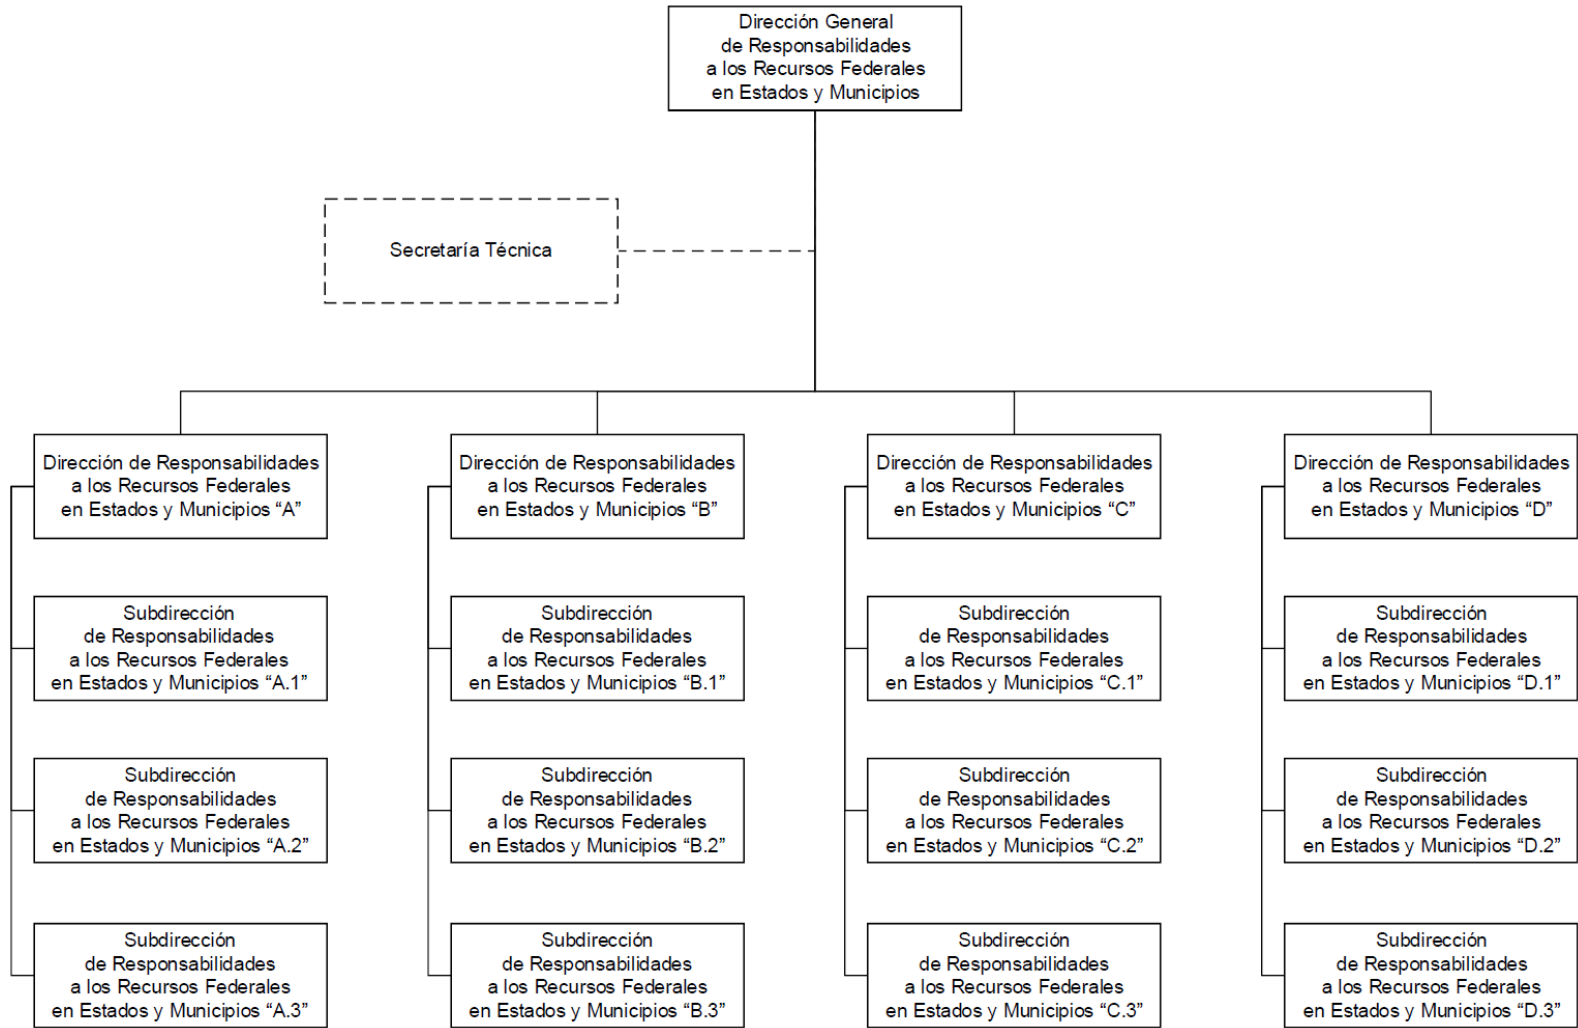 Dirección General
de Responsabilidades
a los Recursos Federales
en Estados y Municipios
Secretaría Técnica
Dirección de Responsabilidades
a los Recursos Federales
en Estados y Municipios “A”
Dirección de Responsabilidades
a los Recursos Federales
en Estados y Municipios “B”
Dirección de Responsabilidades
a los Recursos Federales
en Estados y Municipios “C”
Dirección de Responsabilidades
a los Recursos Federales
en Estados y Municipios “D”
Subdirección
de Responsabilidades
a los Recursos Federales
en Estados y Municipios “A.1”
Subdirección
de Responsabilidades
a los Recursos Federales
en Estados y Municipios “B.1”
Subdirección
de Responsabilidades
a los Recursos Federales
en Estados y Municipios “C.1”
Subdirección
de Responsabilidades
a los Recursos Federales
en Estados y Municipios “D.1”
Subdirección
de Responsabilidades
a los Recursos Federales
en Estados y Municipios “A.2”
Subdirección
de Responsabilidades
a los Recursos Federales
en Estados y Municipios “B.2”
Subdirección
de Responsabilidades
a los Recursos Federales
en Estados y Municipios “C.2”
Subdirección
de Responsabilidades
a los Recursos Federales
en Estados y Municipios “D.2”
Subdirección
de Responsabilidades
a los Recursos Federales
en Estados y Municipios “A.3”
Subdirección
de Responsabilidades
a los Recursos Federales
en Estados y Municipios “B.3”
Subdirección
de Responsabilidades
a los Recursos Federales
en Estados y Municipios “C.3”
Subdirección
de Responsabilidades
a los Recursos Federales
en Estados y Municipios “D.3”